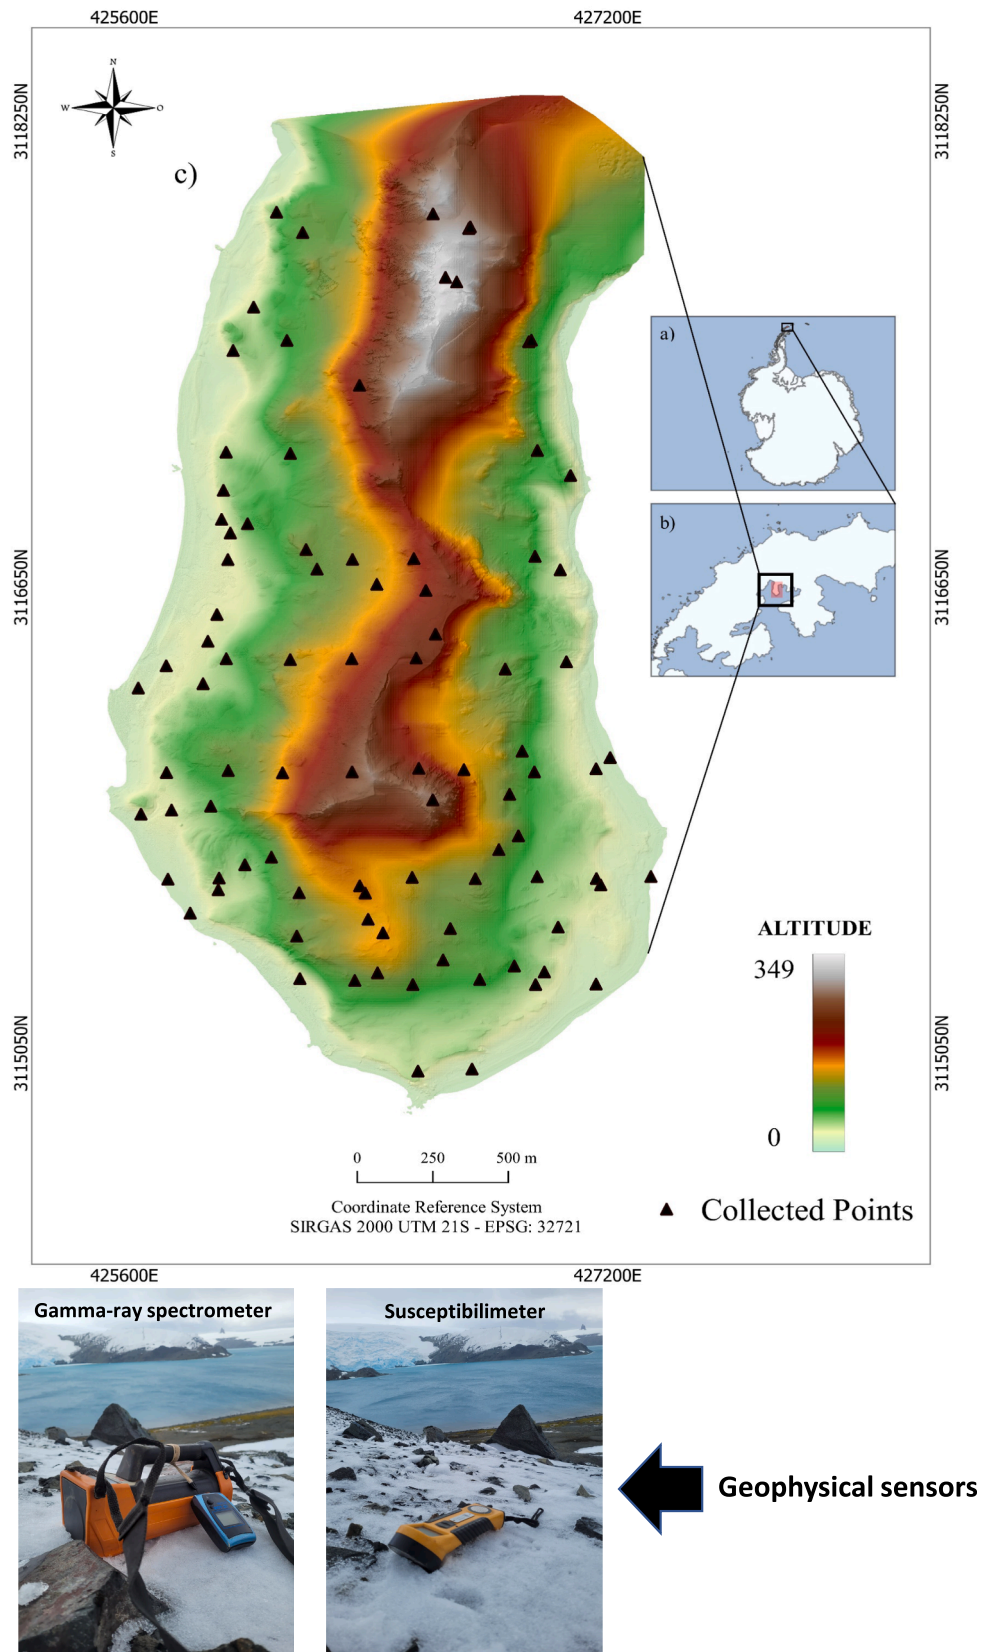 425600E 427200E
3118250N
3118250N
N
W O
S
c)
a)
b)
3116650N
3116650N
ALTITUDE
349
0
3115050N
3115050N
0 250 500 m
Coordinate Reference System
SIRGAS 2000 UTM 21S - EPSG: 32721
Collected Points
425600E 427200E
Gamma-ray spectrometer
Susceptibilimeter
Geophysical sensors